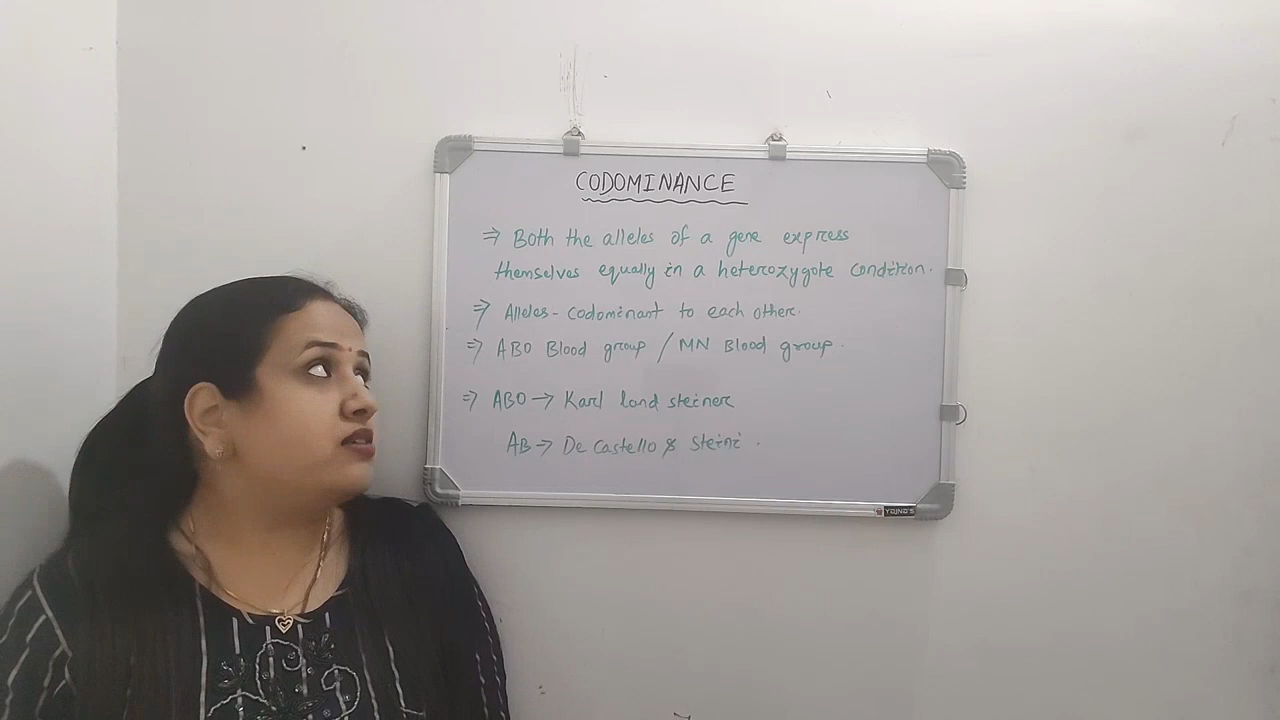 CODOMINANCE
⇒ Both the alleles of a gene express
themselves equally in a heterozygote condition.
⇒ Alleles - codominant to each other.
⇒ ABO Blood group / MN Blood group.
⇒ ABO → Karl land steiner
AB → De Castello & Steini.
YAJNO'S